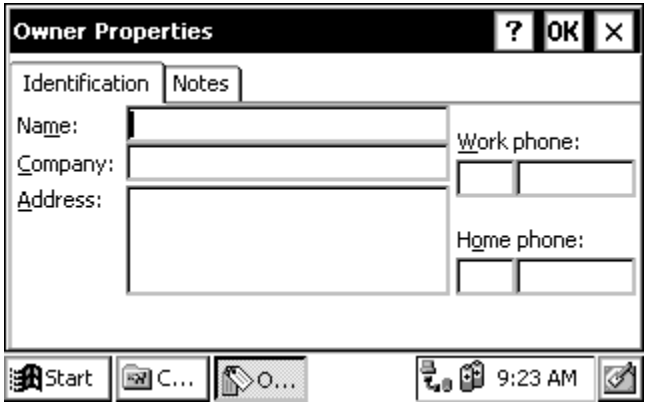 Owner Properties ? OK ×
Identification Notes
Name:
Work phone:
Company:
Address:
Home phone:
Start C... O... 9:23 AM